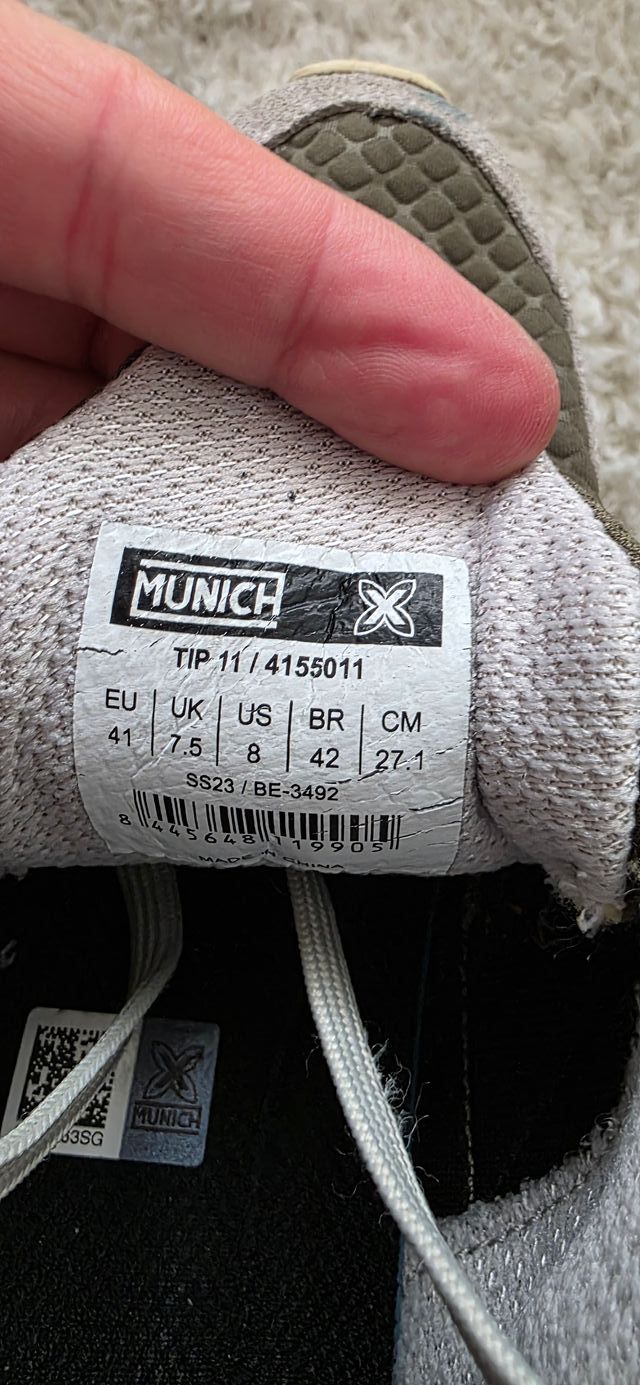 MUNICH
TIP 11 / 4155011
EU UK US BR CM
41 7.5 8 42 27.1
SS23 / BE-3492
8 445648 119905
MADE IN CHINA
MUNICH
33SG